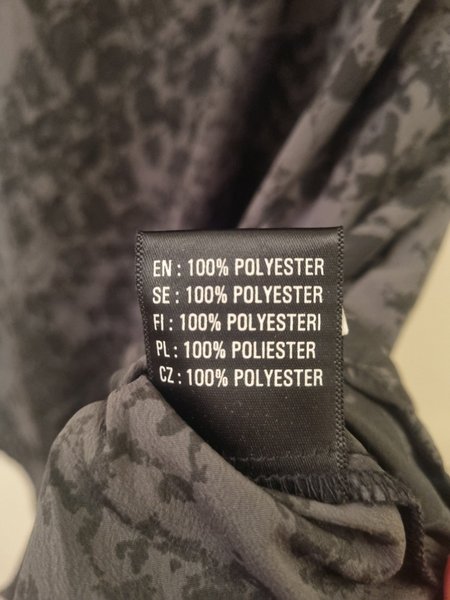 EN : 100% POLYESTER
SE : 100% POLYESTER
FI : 100% POLYESTERI
PL : 100% POLIESTER
CZ : 100% POLYESTER